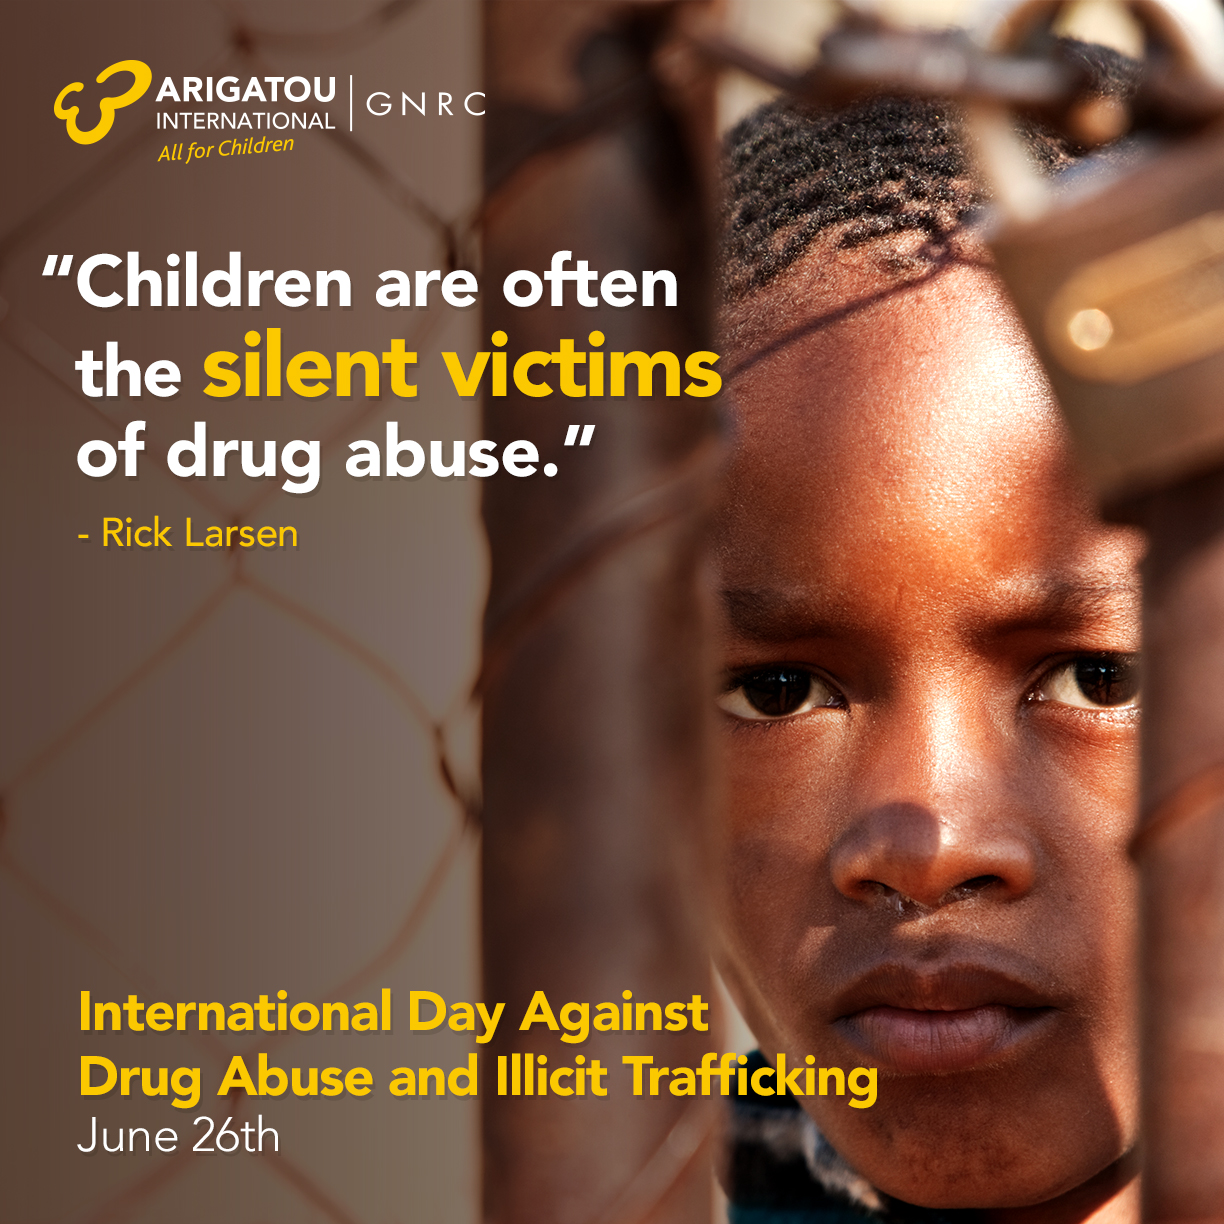 ARIGATOU
INTERNATIONAL
All for Children
GNRC
“Children are often
the silent victims
of drug abuse.”
- Rick Larsen
International Day Against
Drug Abuse and Illicit Trafficking
June 26th